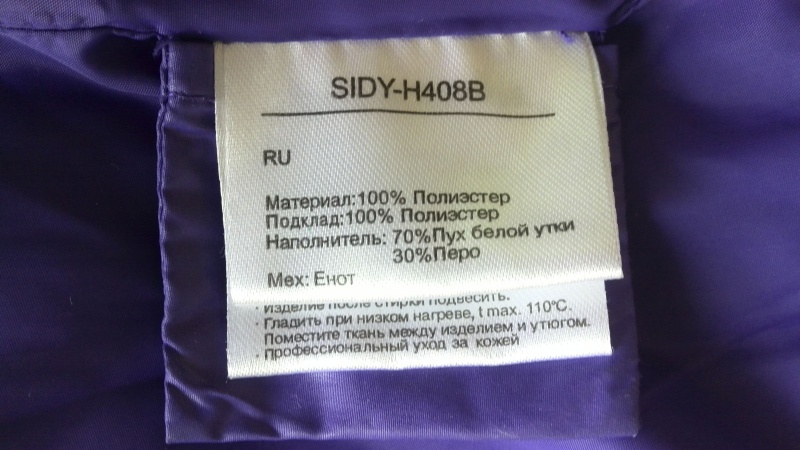 SIDY-H408B
RU
Материал:100% Полиэстер
Подклад:100% Полиэстер
Наполнитель: 70%Пух белой утки
30%Перо
Мех: Енот
· Изделие после стирки подвесить.
· Гладить при низком нагреве, t max. 110°C.
Поместите ткань между изделием и утюгом.
· Профессиональный уход за кожей